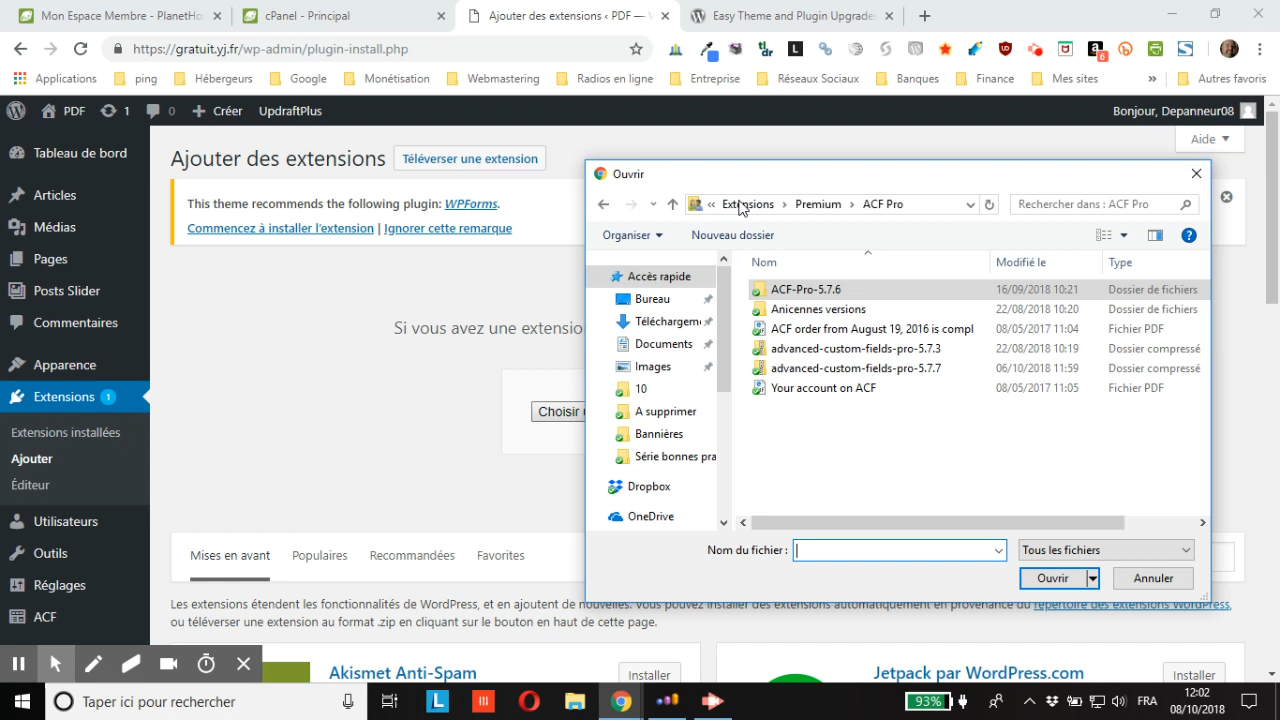 Mon Espace Membre - PlanetHo
cPanel - Principal
Ajouter des extensions ‹ PDF — W
Easy Theme and Plugin Upgrades
https://gratuit.yj.fr/wp-admin/plugin-install.php
Applications
ping
Hébergeurs
Google
Monétisation
Webmastering
Radios en ligne
Entreprise
Réseaux Sociaux
Banques
Finance
Mes sites
»
Autres favoris
PDF
1
0
Créer
UpdraftPlus
Bonjour, Depanneur08
Tableau de bord
Articles
Médias
Pages
Posts Slider
Commentaires
Apparence
Extensions 1
Extensions installées
Ajouter
Éditeur
Utilisateurs
Outils
Réglages
ACF
Ajouter des extensions
Téléverser une extension
Aide
This theme recommends the following plugin: WPForms.
Commencez à installer l'extension | Ignorer cette remarque
Si vous avez une extensio
Choisir
Ouvrir
« Extensions › Premium › ACF Pro
Rechercher dans : ACF Pro
Organiser
Nouveau dossier
Nom
Modifié le
Type
Accès rapide
Bureau
Téléchargem
Documents
Images
10
A supprimer
Bannières
Série bonnes pra
Dropbox
OneDrive
ACF-Pro-5.7.6 16/09/2018 10:21 Dossier de fichiers
Anicennes versions 22/08/2018 10:20 Dossier de fichiers
ACF order from August 19, 2016 is compl 08/05/2017 11:04 Fichier PDF
advanced-custom-fields-pro-5.7.3 22/08/2018 10:19 Dossier compressé
advanced-custom-fields-pro-5.7.7 06/10/2018 11:59 Dossier compressé
Your account on ACF 08/05/2017 11:05 Fichier PDF
Nom du fichier :
Tous les fichiers
Ouvrir
Annuler
Mises en avant
Populaires
Recommandées
Favorites
Les extensions étendent les fonctionnalités de WordPress, et en ajoutent de nouvelles. Vous pouvez installer des extensions automatiquement en provenance du répertoire des extensions WordPress,
ou téléverser une extension au format .zip en cliquant sur le bouton en haut de cette page.
Akismet Anti-Spam
Installer
Jetpack par WordPress.com
Installer
Taper ici pour rechercher
93%
FRA
12:02
08/10/2018